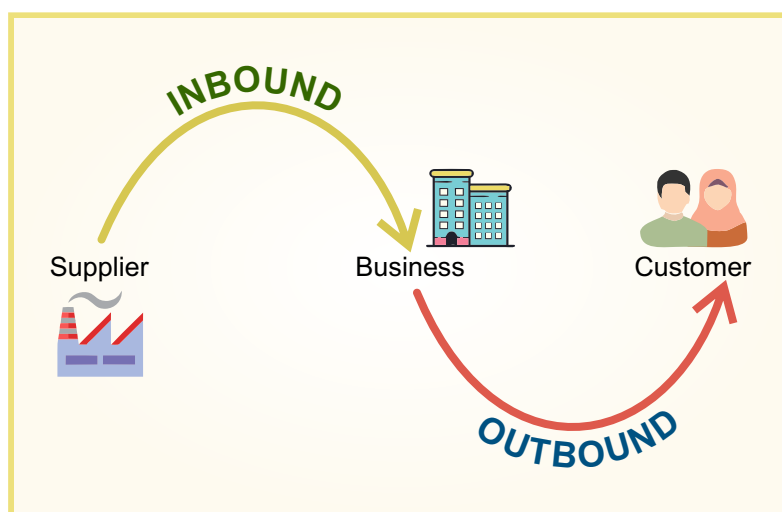 INBOUND
Supplier
Business
Customer
OUTBOUND